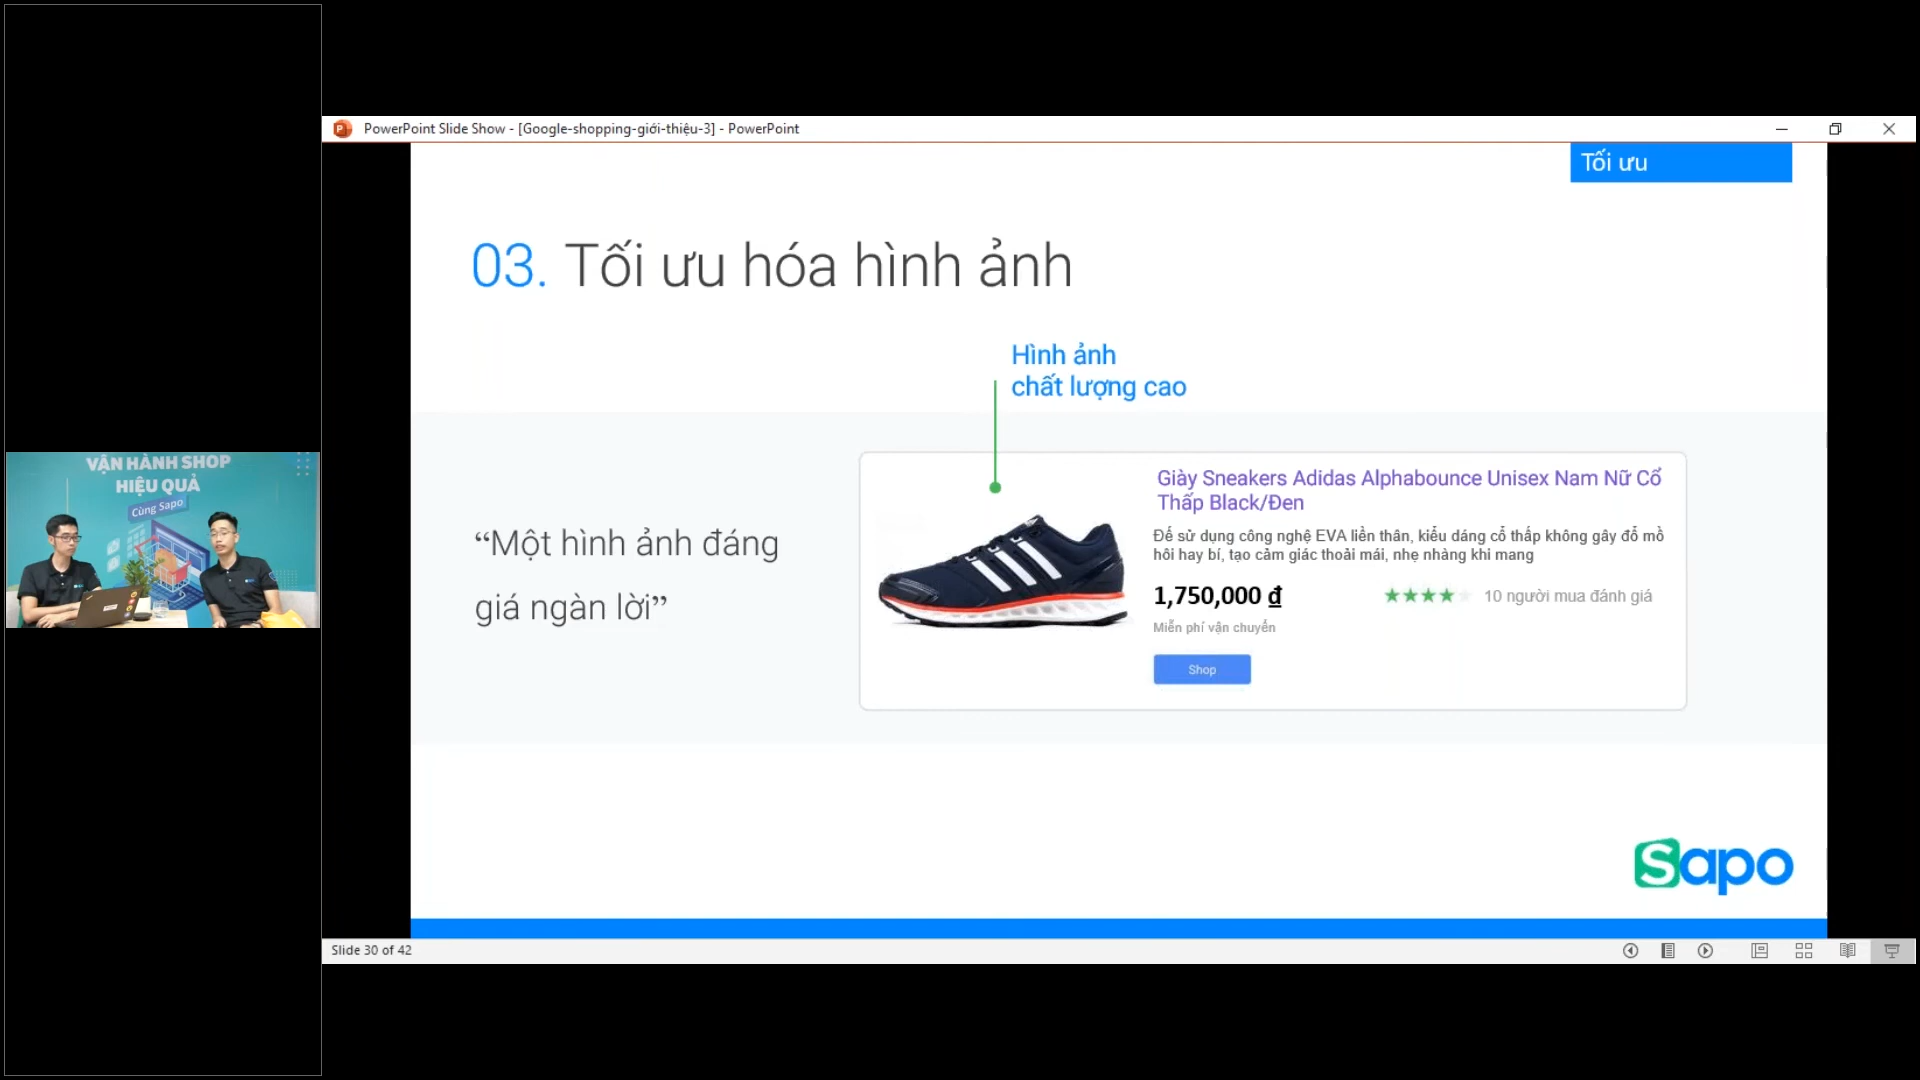 PowerPoint Slide Show - [Google-shopping-giới-thiệu-3] - PowerPoint
Tối ưu
03. Tối ưu hóa hình ảnh
Hình ảnh
chất lượng cao
“Một hình ảnh đáng
giá ngàn lời”
Giày Sneakers Adidas Alphabounce Unisex Nam Nữ Cổ
Thấp Black/Đen
Đế sử dụng công nghệ EVA liền thân, kiểu dáng cổ thấp không gây đổ mồ
hôi hay bí, tạo cảm giác thoải mái, nhẹ nhàng khi mang
1,750,000 ₫
10 người mua đánh giá
Miễn phí vận chuyển
Shop
Sapo
Slide 30 of 42
VẬN HÀNH SHOP
HIỆU QUẢ
Cùng Sapo